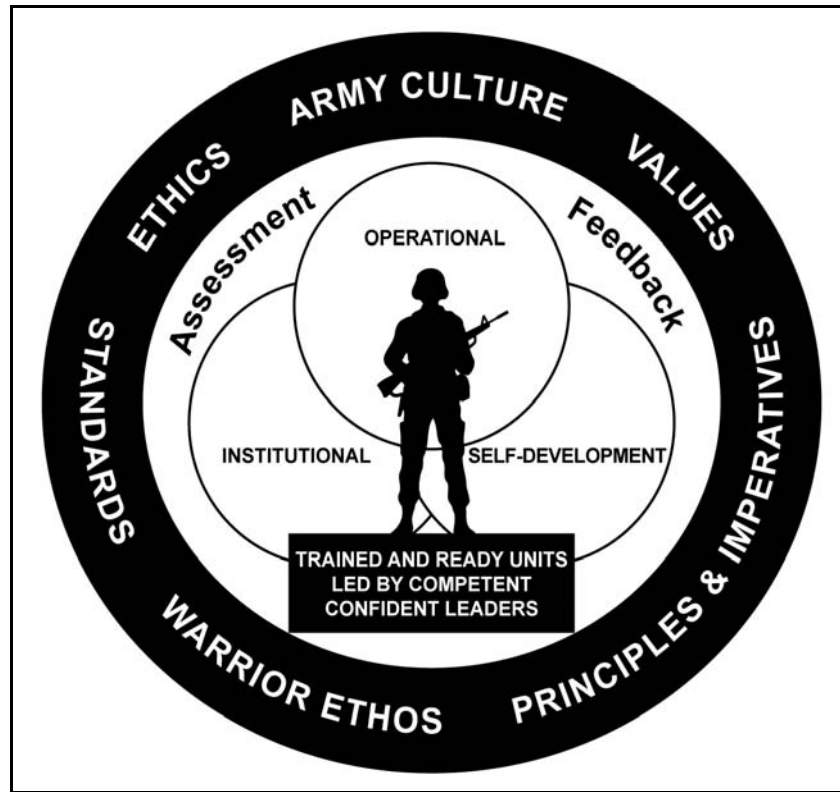 ARMY CULTURE
VALUES
PRINCIPLES & IMPERATIVES
WARRIOR ETHOS
STANDARDS
ETHICS
Assessment
Feedback
OPERATIONAL
INSTITUTIONAL
SELF-DEVELOPMENT
TRAINED AND READY UNITS
LED BY COMPETENT
CONFIDENT LEADERS